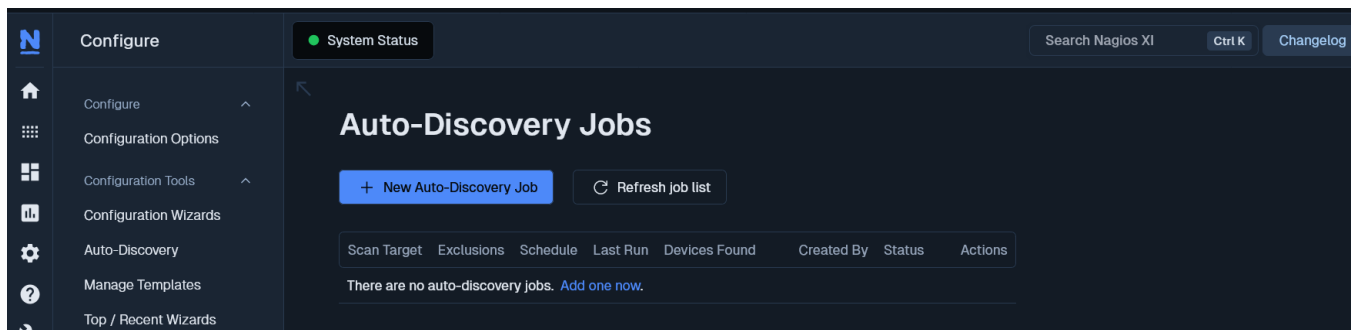 N
Configure
System Status
Search Nagios XI
Ctrl K
Changelog
Configure
Configuration Options
Configuration Tools
Configuration Wizards
Auto-Discovery
Manage Templates
Top / Recent Wizards
Auto-Discovery Jobs
+ New Auto-Discovery Job
Refresh job list
Scan Target Exclusions Schedule Last Run Devices Found Created By Status Actions
There are no auto-discovery jobs. Add one now.